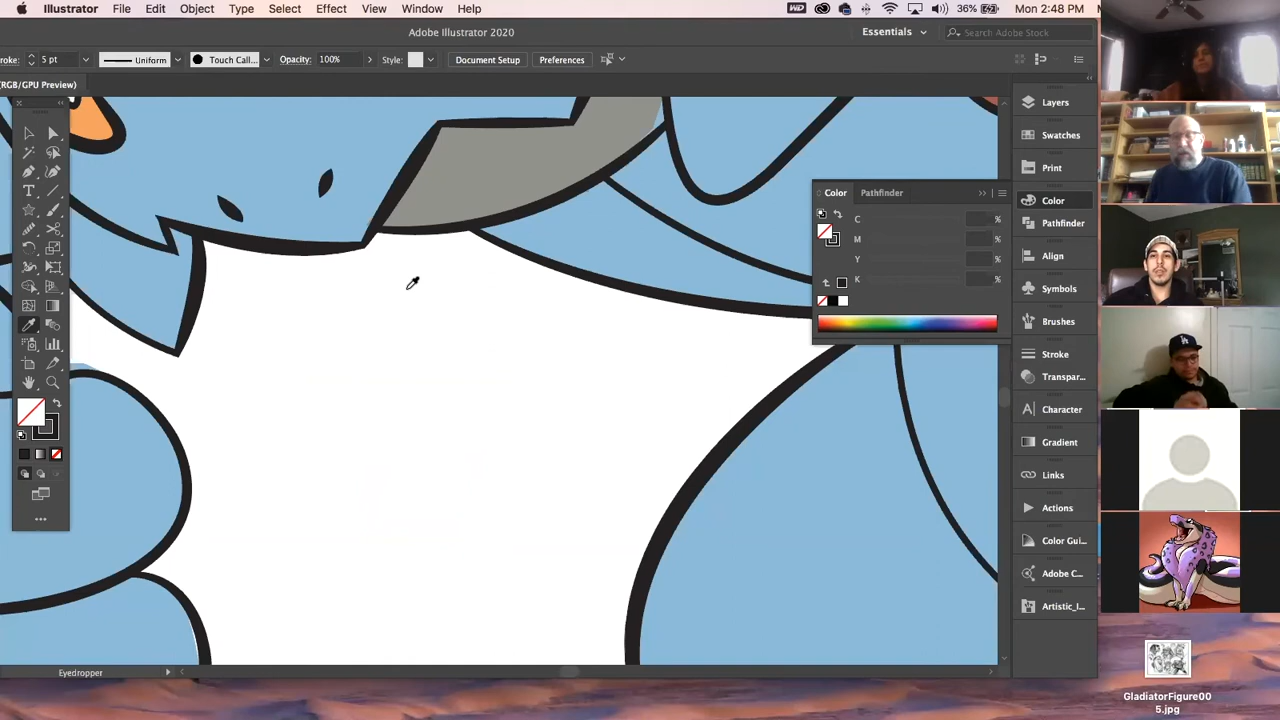 Illustrator File Edit Object Type Select Effect View Window Help 36% Mon 2:48 PM
Adobe Illustrator 2020
Essentials
Search Adobe Stock
oke: 5 pt Uniform Touch Call... Opacity: 100% Style: Document Setup Preferences
(RGB/GPU Preview)
Color Pathfinder
C %
M %
Y %
K %
Layers
Swatches
Print
Color
Pathfinder
Align
Symbols
Brushes
Stroke
Transpar...
Character
Gradient
Links
Actions
Color Gui...
Adobe C...
Artistic_I...
Eyedropper
GladiatorFigure00
5.jpg